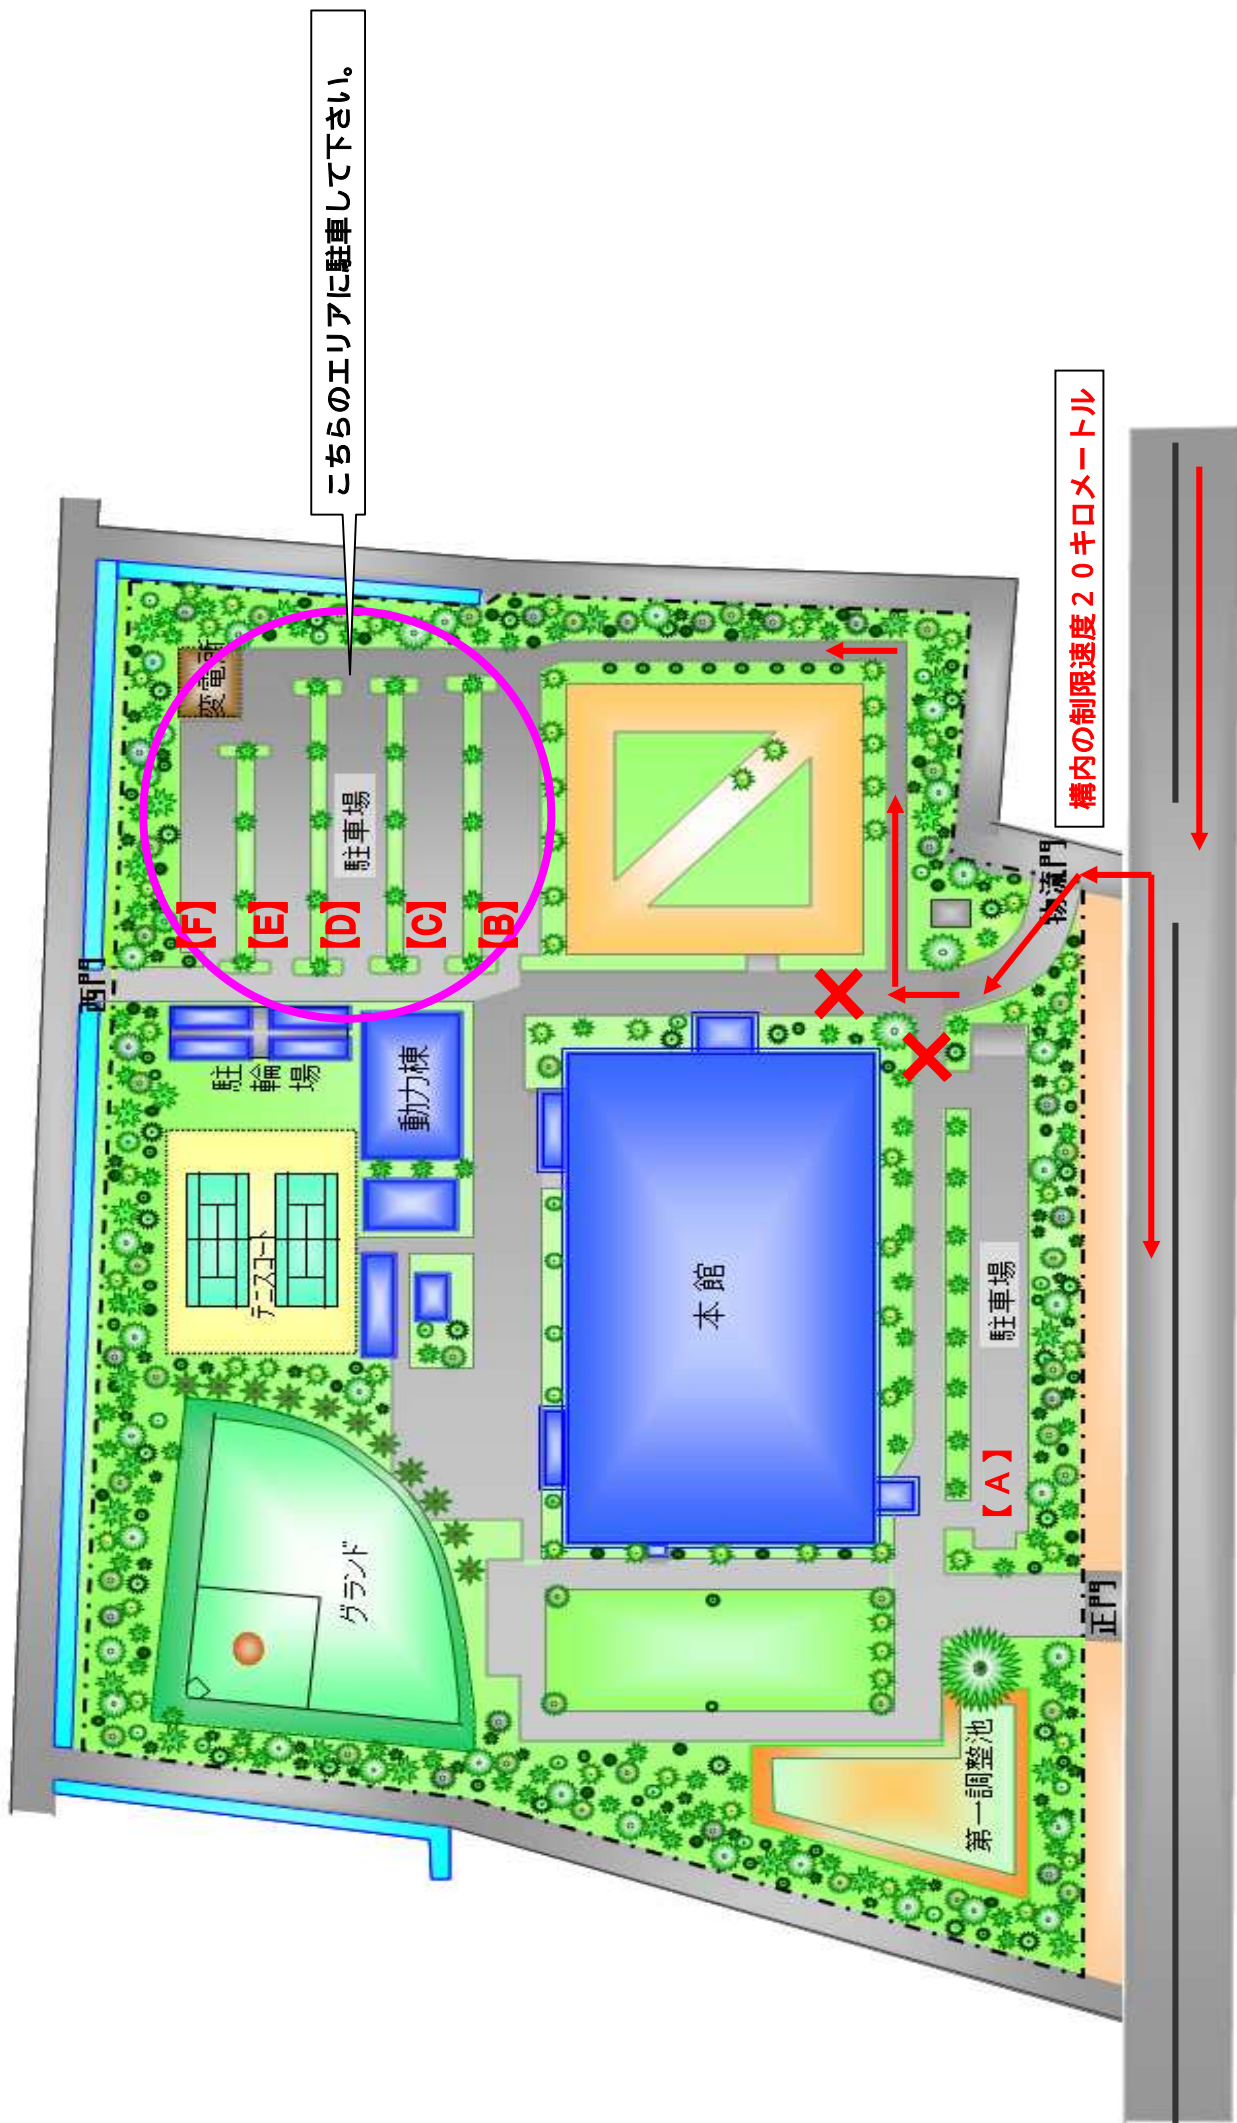 こちらのエリアに駐車して下さい。
構内の制限速度20キロメートル
変電所
駐車場
【F】
【E】
【D】
【C】
【B】
西門
物流門
駐輪場
動力棟
テニスコート
本館
駐車場
【A】
グランド
正門
第一調整池